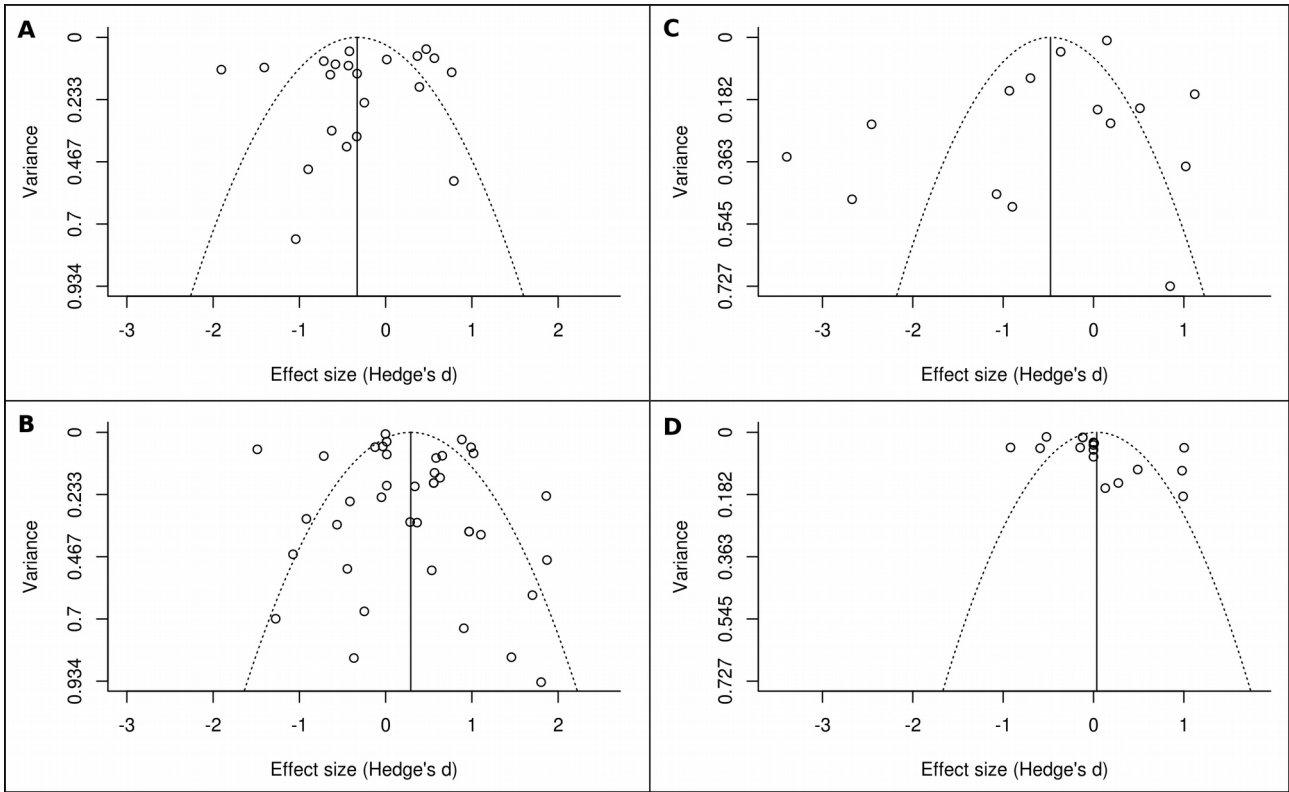 A
0
0.233
0.467
0.7
0.934
Variance
-3 -2 -1 0 1 2
Effect size (Hedge's d)
C
0
0.182
0.363
0.545
0.727
Variance
-3 -2 -1 0 1
Effect size (Hedge's d)
B
0
0.233
0.467
0.7
0.934
Variance
-3 -2 -1 0 1 2
Effect size (Hedge's d)
D
0
0.182
0.363
0.545
0.727
Variance
-3 -2 -1 0 1
Effect size (Hedge's d)